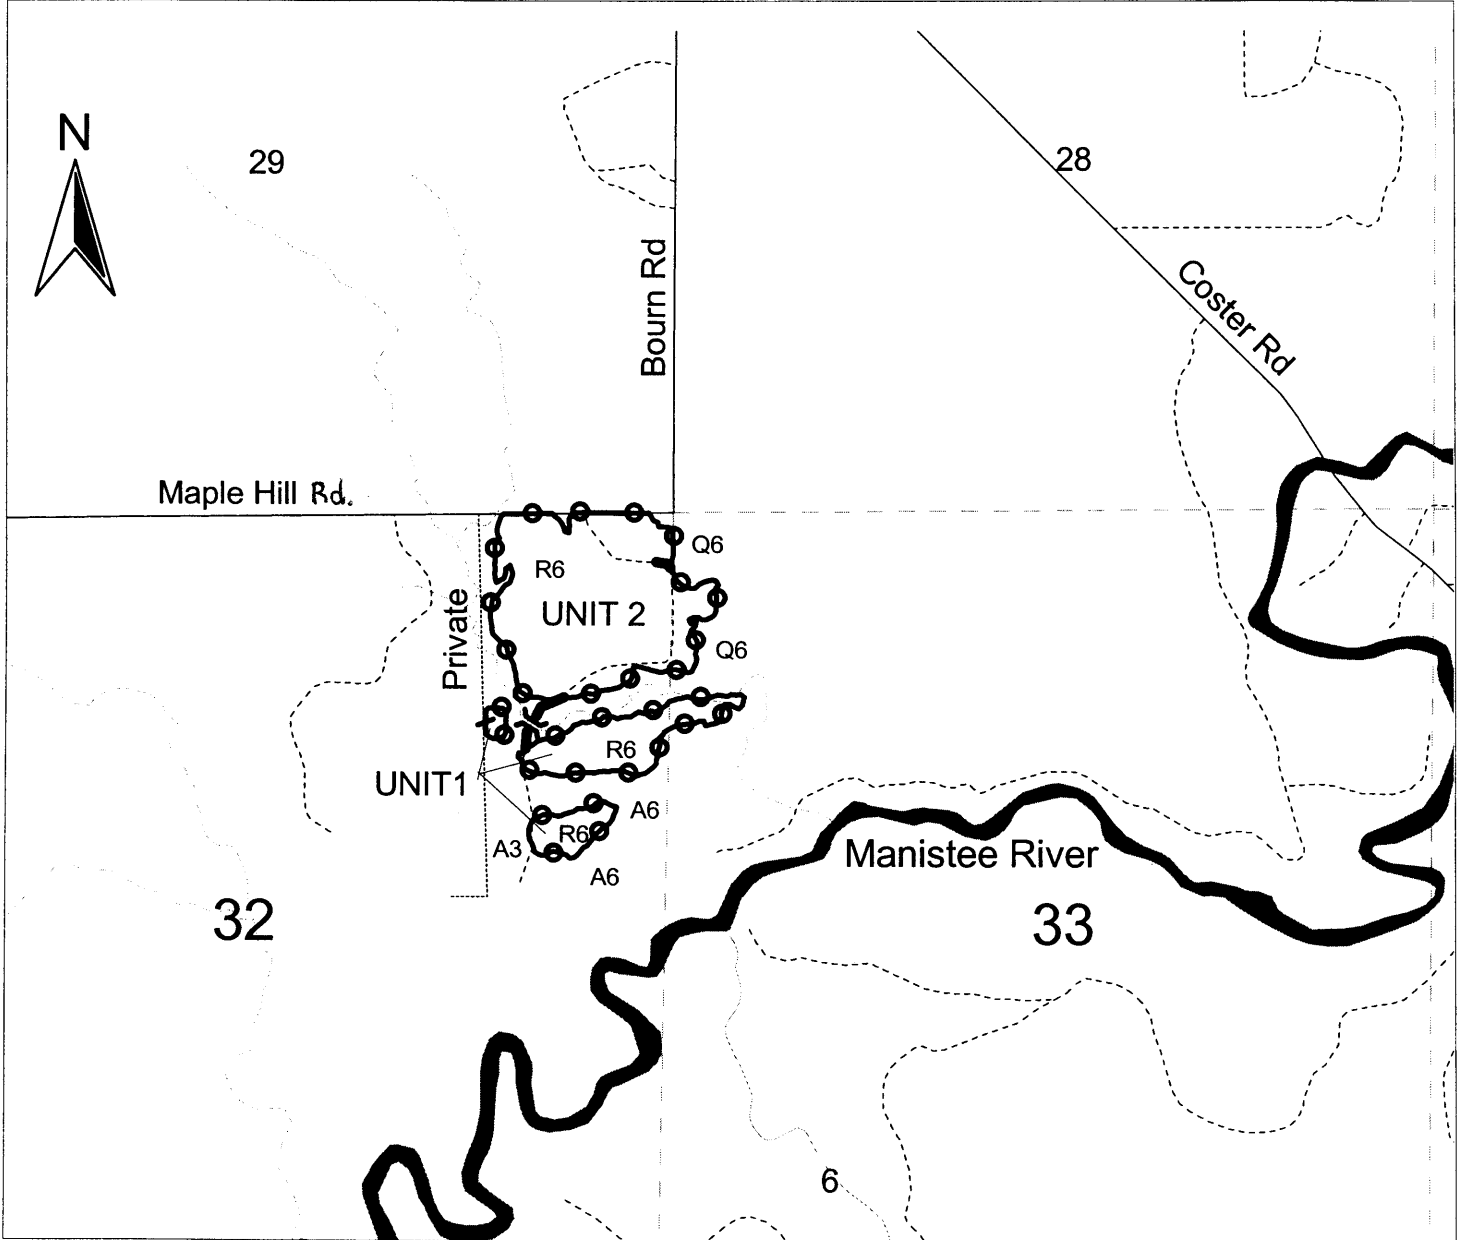 N
29
28
Bourn Rd
Coster Rd
Maple Hill Rd.
Q6
R6
UNIT 2
Private
Q6
R6
UNIT1
A6
R6
A3
A6
Manistee River
32
33
6